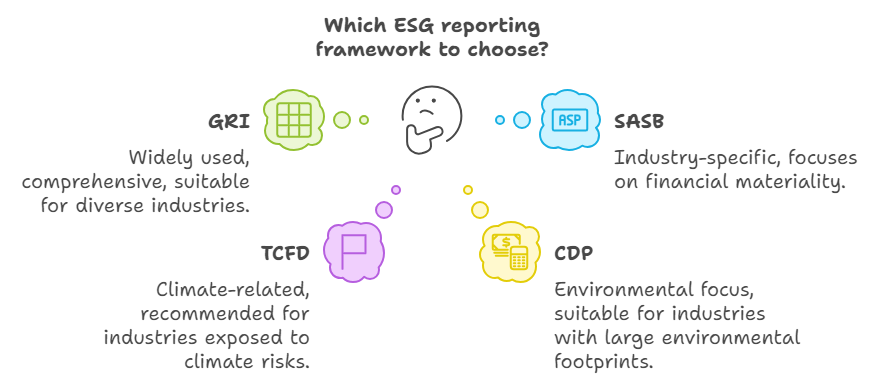 Which ESG reporting
framework to choose?
GRI
Widely used,
comprehensive, suitable
for diverse industries.
ASP
SASB
Industry-specific, focuses
on financial materiality.
TCFD
Climate-related,
recommended for
industries exposed to
climate risks.
$
CDP
Environmental focus,
suitable for industries
with large environmental
footprints.